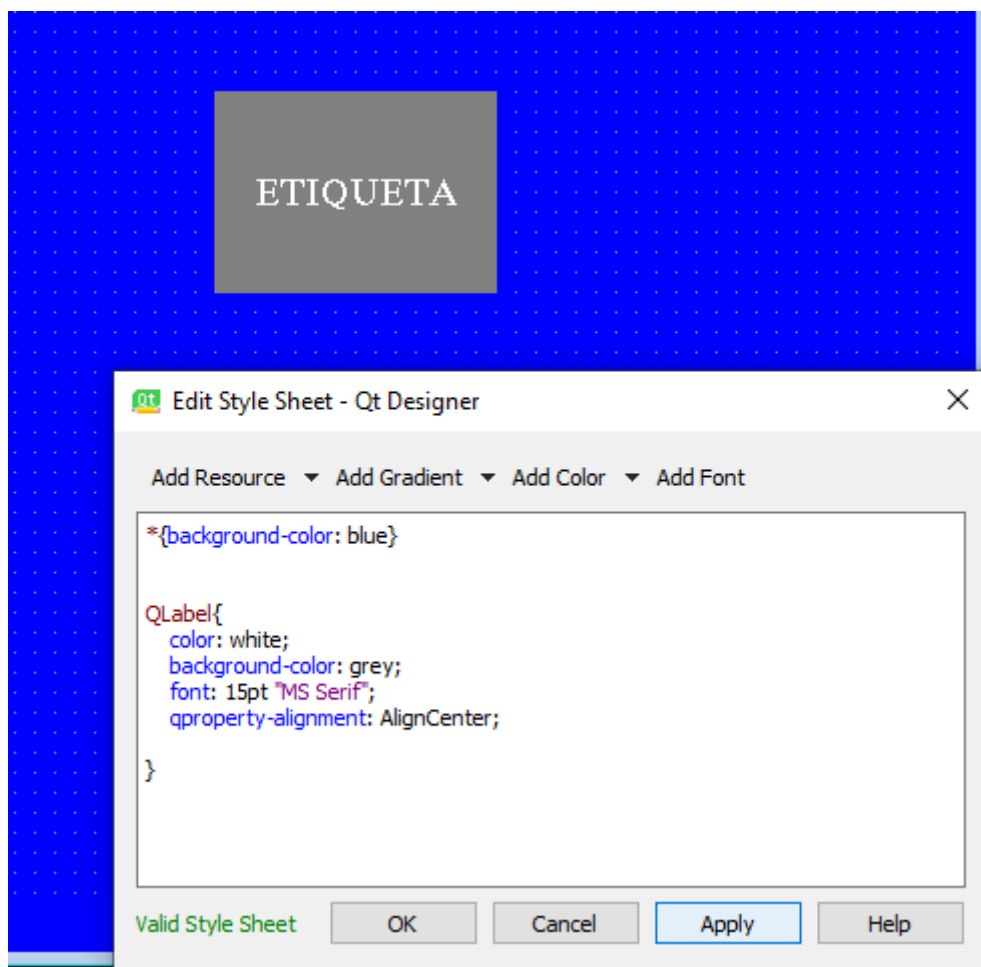 ETIQUETA
Qt Edit Style Sheet - Qt Designer
Add Resource Add Gradient Add Color Add Font
*{background-color: blue}
QLabel{
color: white;
background-color: grey;
font: 15pt "MS Serif";
qproperty-alignment: AlignCenter;
}
Valid Style Sheet OK Cancel Apply Help